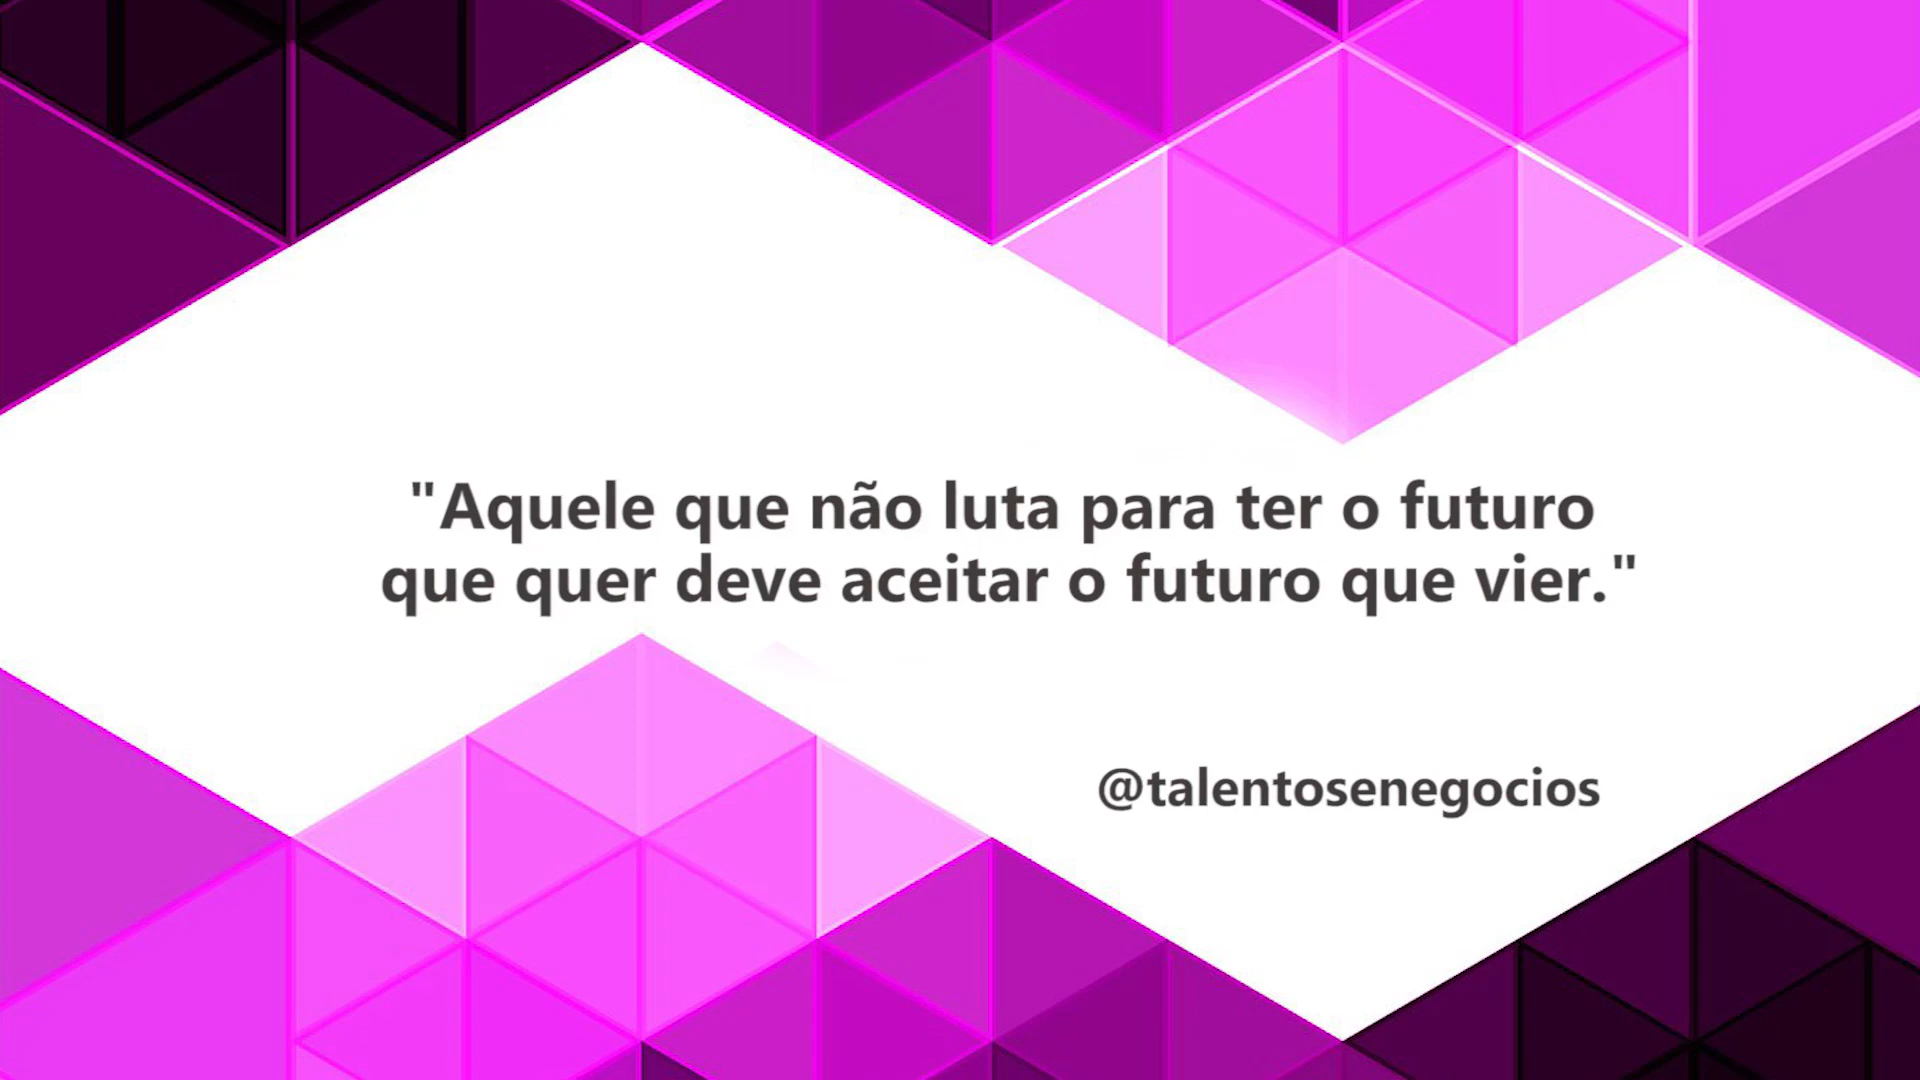 "Aquele que não luta para ter o futuro
que quer deve aceitar o futuro que vier."
@talentosenegocios